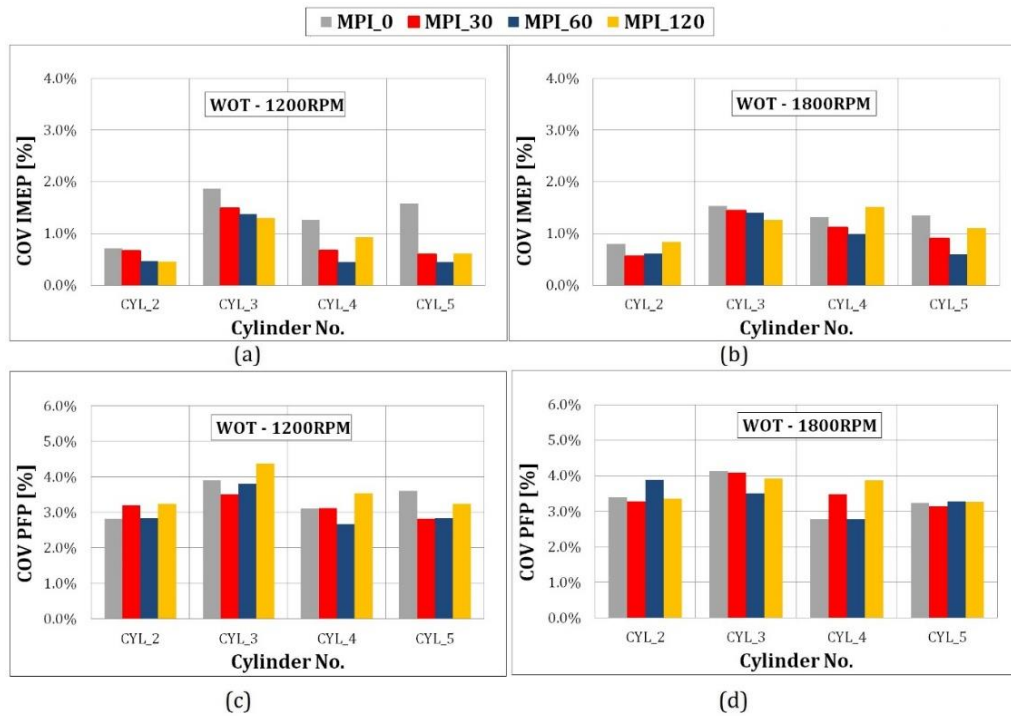 MPI_0 MPI_30 MPI_60 MPI_120
WOT - 1200RPM
COV IMEP [%]
4.0%
3.0%
2.0%
1.0%
0.0%
CYL_2 CYL_3 CYL_4 CYL_5
Cylinder No.
(a)
WOT - 1800RPM
COV IMEP [%]
4.0%
3.0%
2.0%
1.0%
0.0%
CYL_2 CYL_3 CYL_4 CYL_5
Cylinder No.
(b)
WOT - 1200RPM
COV PFP [%]
6.0%
5.0%
4.0%
3.0%
2.0%
1.0%
0.0%
CYL_2 CYL_3 CYL_4 CYL_5
Cylinder No.
(c)
WOT - 1800RPM
COV PFP [%]
6.0%
5.0%
4.0%
3.0%
2.0%
1.0%
0.0%
CYL_2 CYL_3 CYL_4 CYL_5
Cylinder No.
(d)